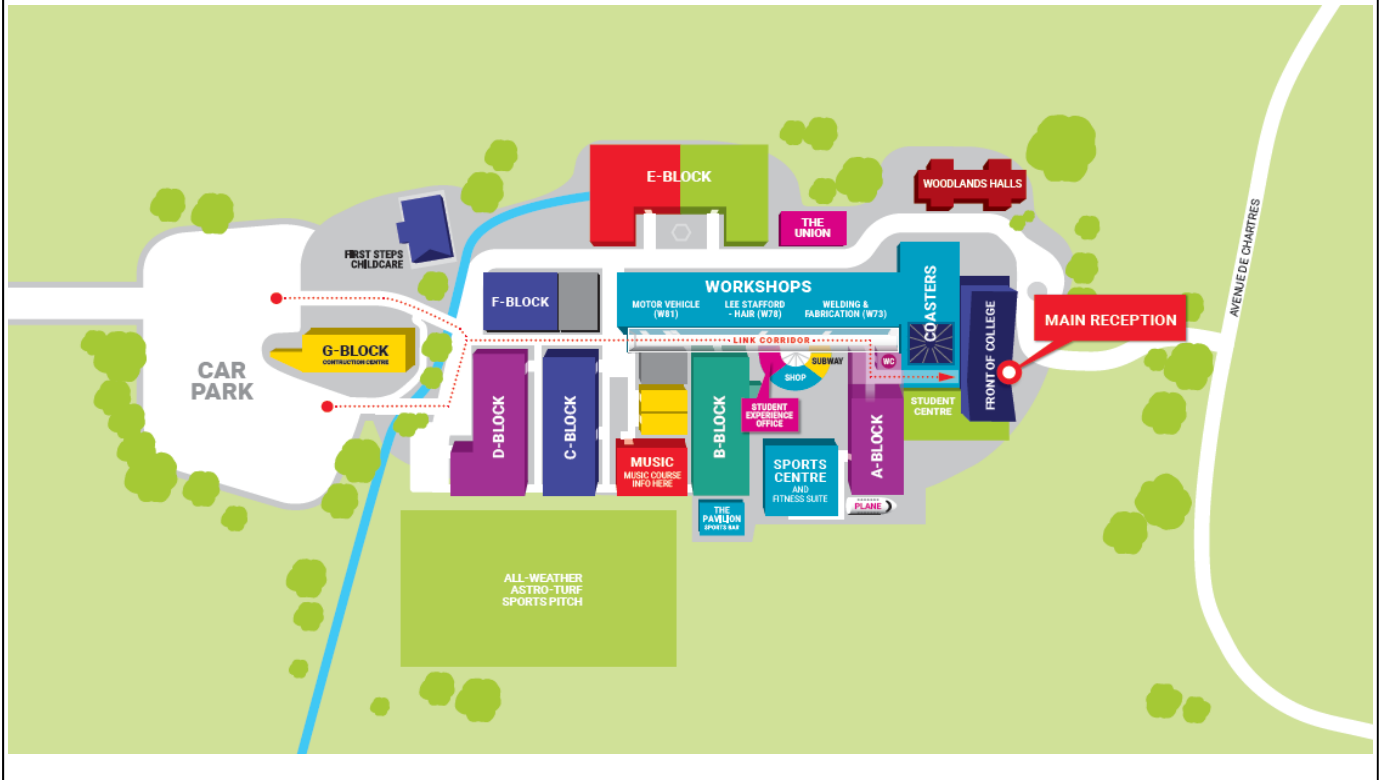 E-BLOCK
WOODLANDS HALLS
THE
UNION
AVENUE DE CHARTRES
FIRST STEPS
CHILDCARE
F-BLOCK
WORKSHOPS
MOTOR VEHICLE
(W81)
LEE STAFFORD
- HAIR (W78)
WELDING &
FABRICATION (W73)
COASTERS
FRONT OF COLLEGE
MAIN RECEPTION
LINK CORRIDOR
G-BLOCK
CONTRUCTION CENTRE
CAR
PARK
SUBWAY
WC
SHOP
STUDENT
EXPERIENCE
OFFICE
STUDENT
CENTRE
D-BLOCK
C-BLOCK
B-BLOCK
A-BLOCK
MUSIC
MUSIC COURSE
INFO HERE
SPORTS
CENTRE
AND
FITNESS SUITE
PLANE
THE
PAVILION
SPORTS BAR
ALL-WEATHER
ASTRO-TURF
SPORTS PITCH